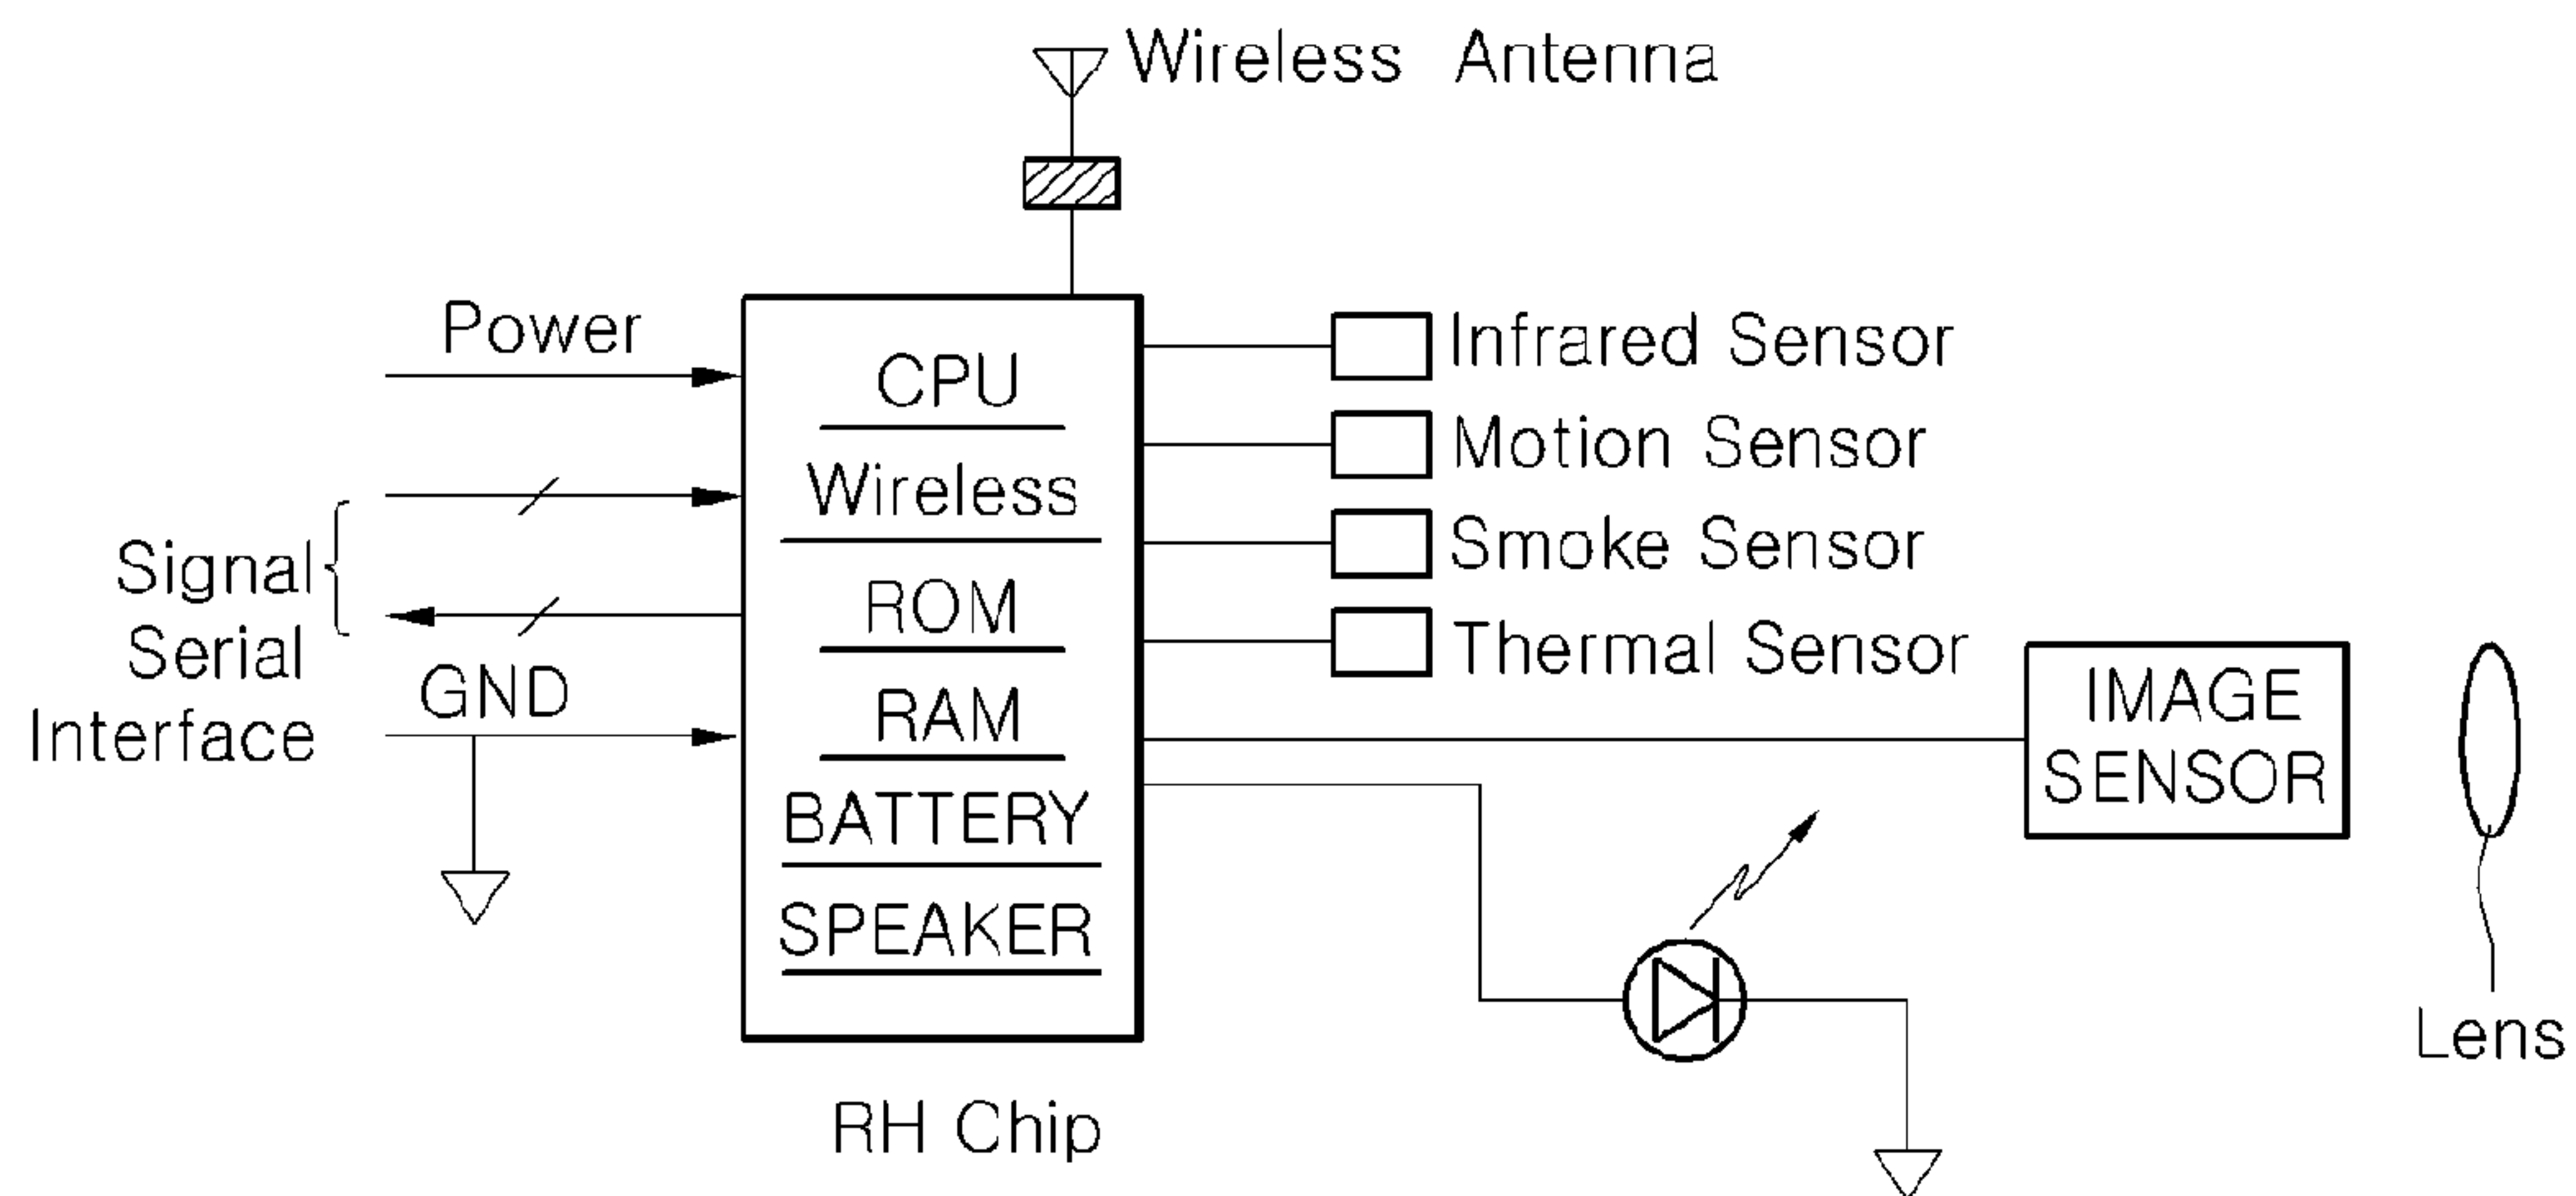 Wireless Antenna
Power
Signal
Serial
Interface
GND
CPU
Wireless
ROM
RAM
BATTERY
SPEAKER
RH Chip
Infrared Sensor
Motion Sensor
Smoke Sensor
Thermal Sensor
IMAGE
SENSOR
Lens